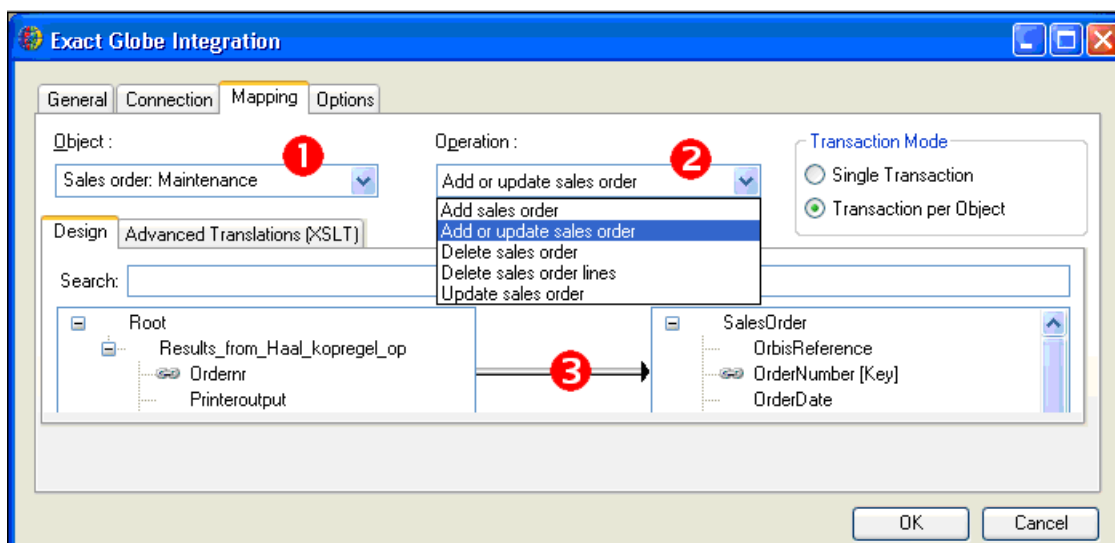 Exact Globe Integration
General Connection Mapping Options
Object : Operation : Transaction Mode
1 2
Sales order: Maintenance Add or update sales order Single Transaction
Add sales order Transaction per Object
Design Advanced Translations (XSLT) Add or update sales order
Delete sales order
Search: Delete sales order lines
Update sales order
Root SalesOrder
Results_from_Haal_kopregel_op OrbisReference
Ordernr 3 OrderNumber [Key]
Printeroutput OrderDate
OK Cancel